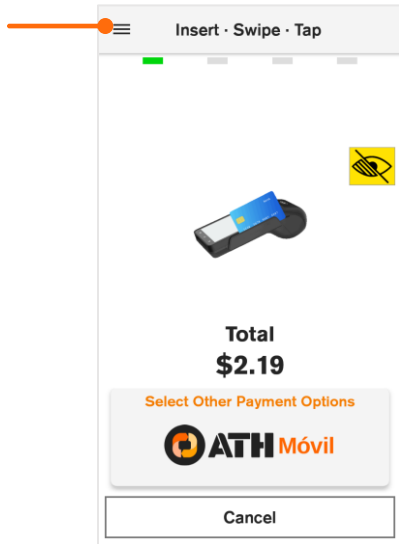 Insert · Swipe · Tap
Total
$2.19
Select Other Payment Options
ATH Móvil
Cancel